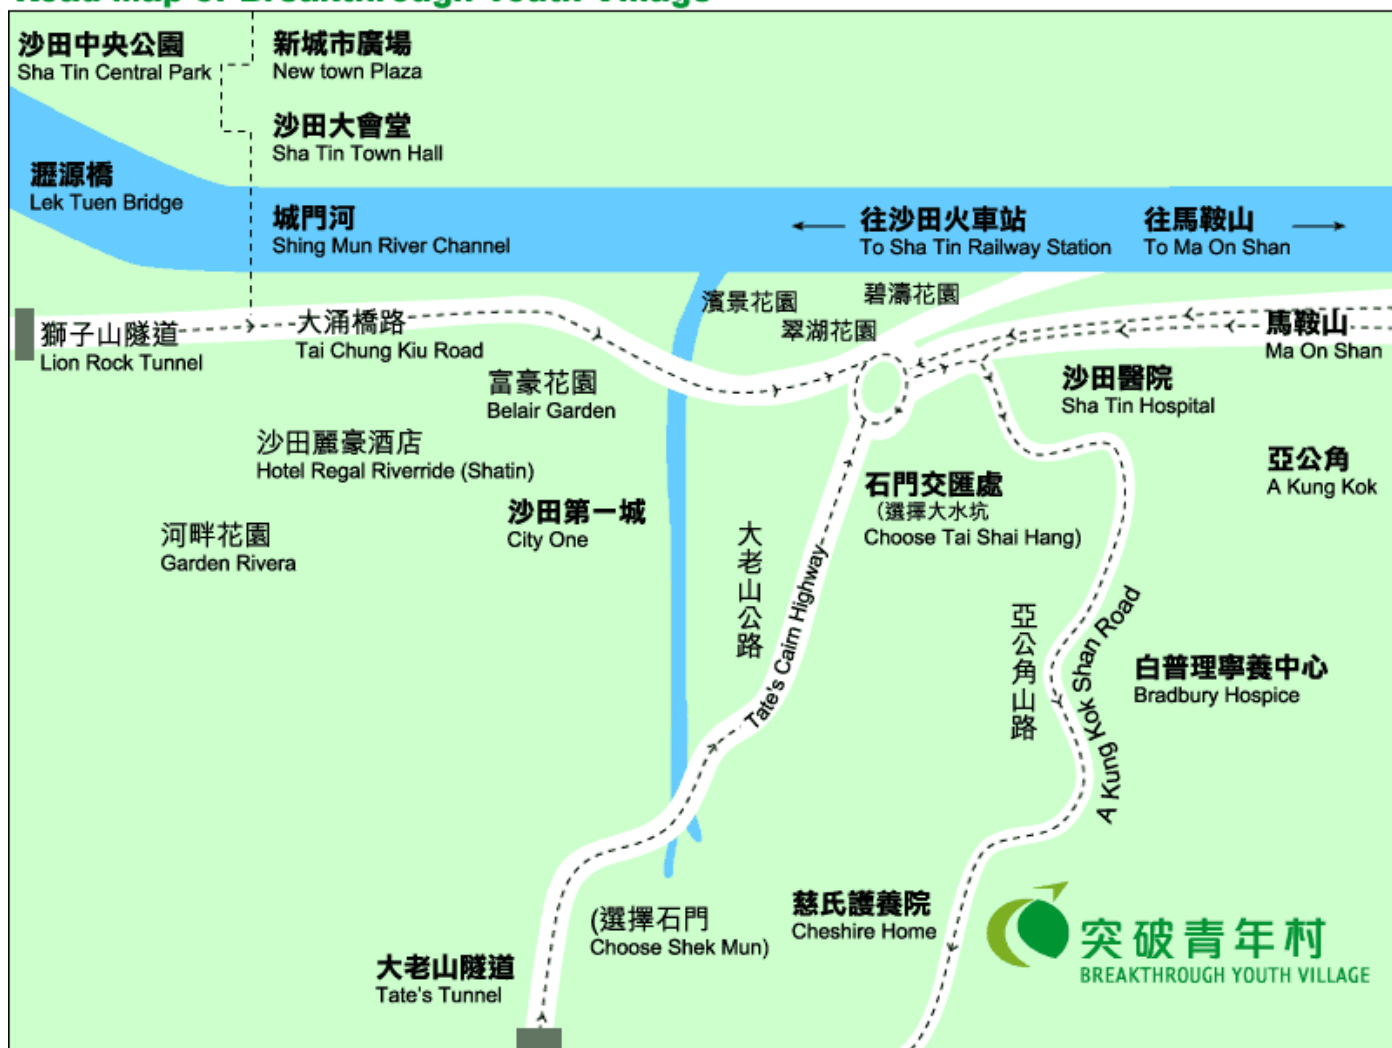 Road Map of Breakthrough Youth Village
沙田中央公園
Sha Tin Central Park
新城市廣場
New town Plaza
沙田大會堂
Sha Tin Town Hall
瀝源橋
Lek Tuen Bridge
城門河
Shing Mun River Channel
往沙田火車站
To Sha Tin Railway Station
往馬鞍山
To Ma On Shan
濱景花園
碧濤花園
翠湖花園
獅子山隧道
Lion Rock Tunnel
大涌橋路
Tai Chung Kiu Road
馬鞍山
Ma On Shan
富豪花園
Belair Garden
沙田醫院
Sha Tin Hospital
沙田麗豪酒店
Hotel Regal Riverride (Shatin)
亞公角
A Kung Kok
沙田第一城
City One
石門交匯處
(選擇大水坑
Choose Tai Shai Hang)
河畔花園
Garden Rivera
大老山公路
Tate's Cairn Highway
亞公角山路
A Kung Kok Shan Road
白普理寧養中心
Bradbury Hospice
慈氏護養院
Cheshire Home
(選擇石門
Choose Shek Mun)
大老山隧道
Tate's Tunnel
突破青年村
BREAKTHROUGH YOUTH VILLAGE